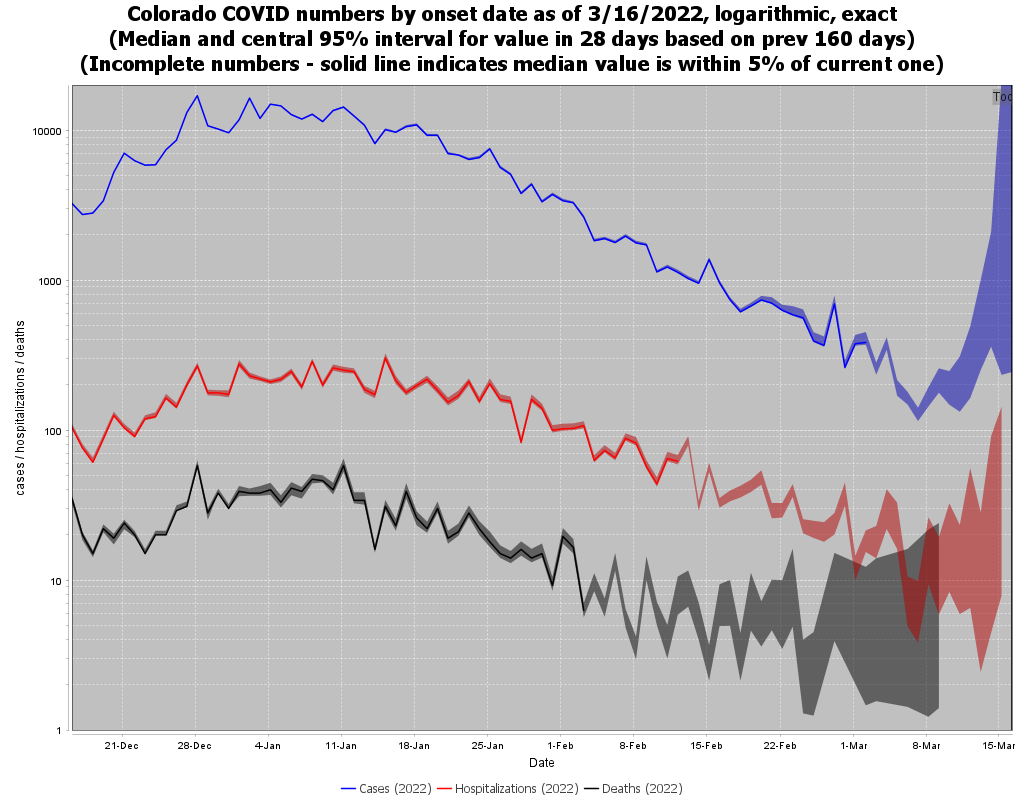 Colorado COVID numbers by onset date as of 3/16/2022, logarithmic, exact
(Median and central 95% interval for value in 28 days based on prev 160 days)
(Incomplete numbers - solid line indicates median value is within 5% of current one)
10000
1000
100
10
1
cases / hospitalizations / deaths
21-Dec 28-Dec 4-Jan 11-Jan 18-Jan 25-Jan 1-Feb 8-Feb 15-Feb 22-Feb 1-Mar 8-Mar 15-Mar
Date
Cases (2022) Hospitalizations (2022) Deaths (2022)